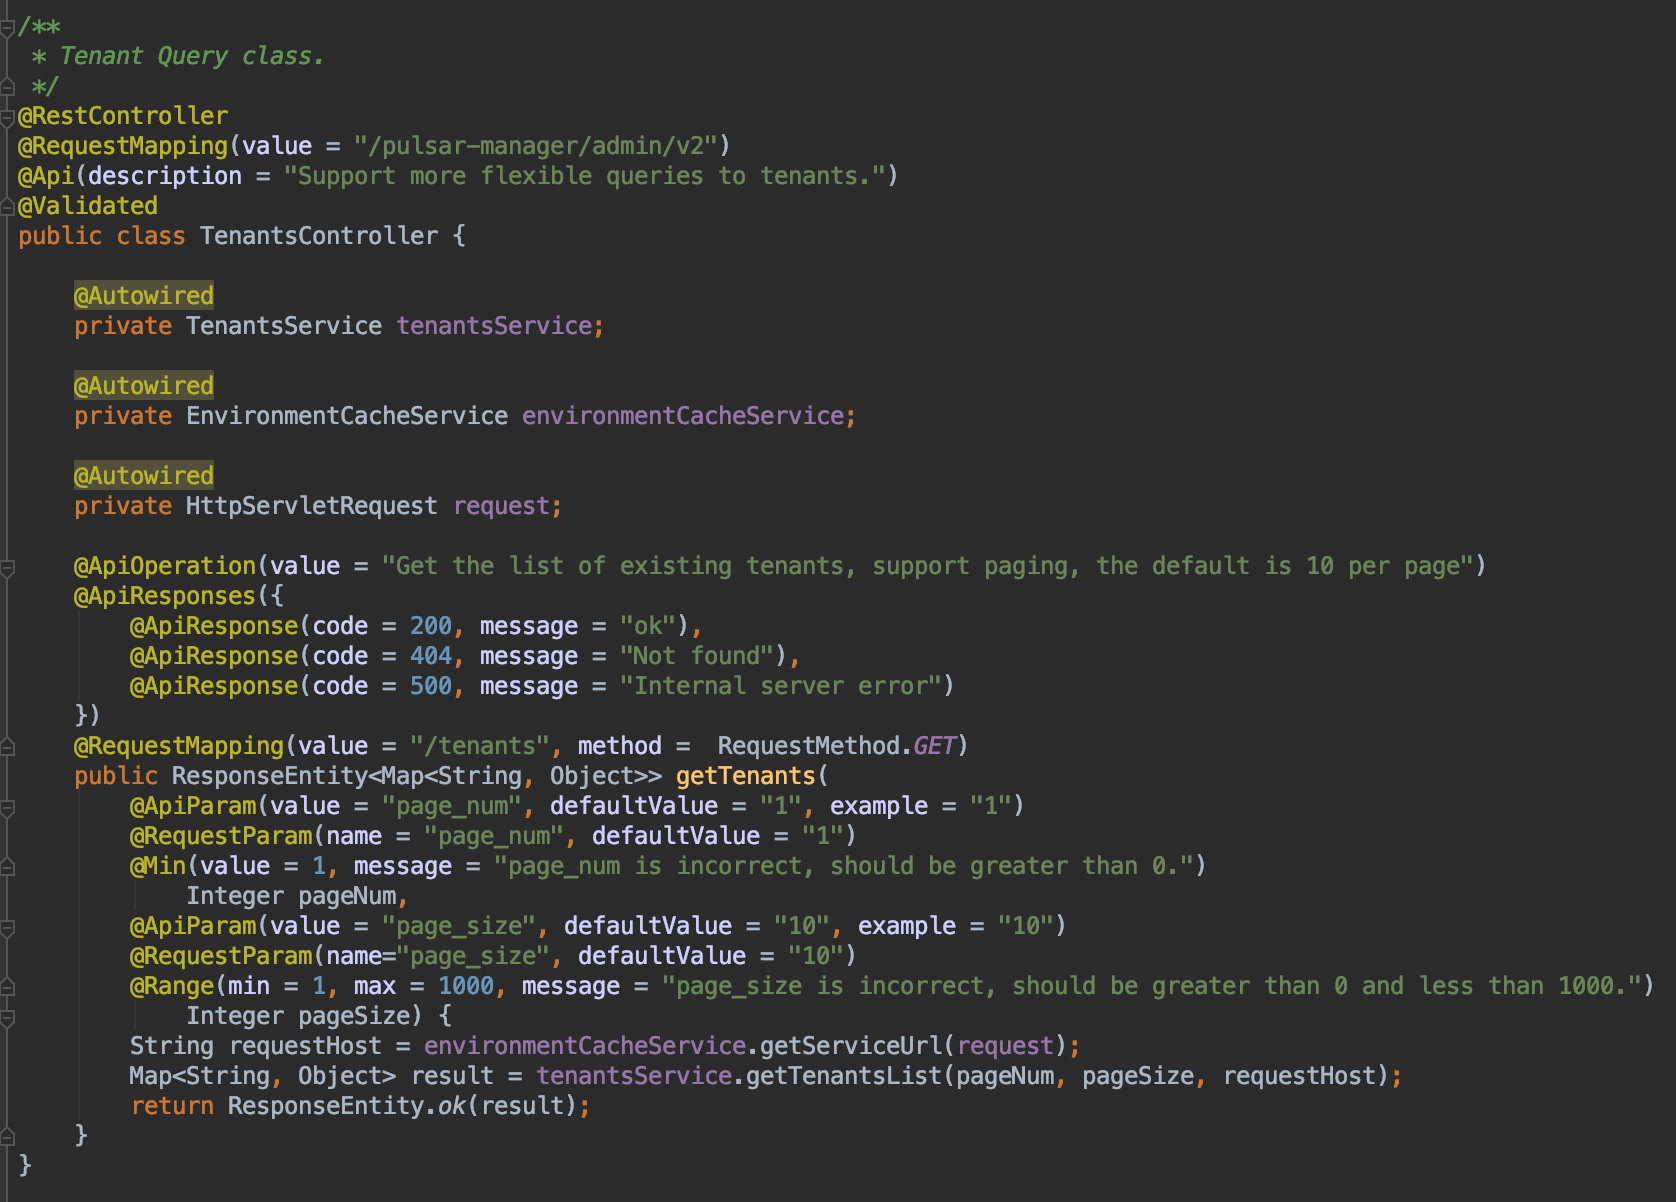 /**
 * Tenant Query class.
 */
@RestController
@RequestMapping(value = "/pulsar-manager/admin/v2")
@Api(description = "Support more flexible queries to tenants.")
@Validated
public class TenantsController {

    @Autowired
    private TenantsService tenantsService;

    @Autowired
    private EnvironmentCacheService environmentCacheService;

    @Autowired
    private HttpServletRequest request;

    @ApiOperation(value = "Get the list of existing tenants, support paging, the default is 10 per page")
    @ApiResponses({
        @ApiResponse(code = 200, message = "ok"),
        @ApiResponse(code = 404, message = "Not found"),
        @ApiResponse(code = 500, message = "Internal server error")
    })
    @RequestMapping(value = "/tenants", method =  RequestMethod.GET)
    public ResponseEntity<Map<String, Object>> getTenants(
        @ApiParam(value = "page_num", defaultValue = "1", example = "1")
        @RequestParam(name = "page_num", defaultValue = "1")
        @Min(value = 1, message = "page_num is incorrect, should be greater than 0.")
            Integer pageNum,
        @ApiParam(value = "page_size", defaultValue = "10", example = "10")
        @RequestParam(name="page_size", defaultValue = "10")
        @Range(min = 1, max = 1000, message = "page_size is incorrect, should be greater than 0 and less than 1000.")
            Integer pageSize) {
        String requestHost = environmentCacheService.getServiceUrl(request);
        Map<String, Object> result = tenantsService.getTenantsList(pageNum, pageSize, requestHost);
        return ResponseEntity.ok(result);
    }
}